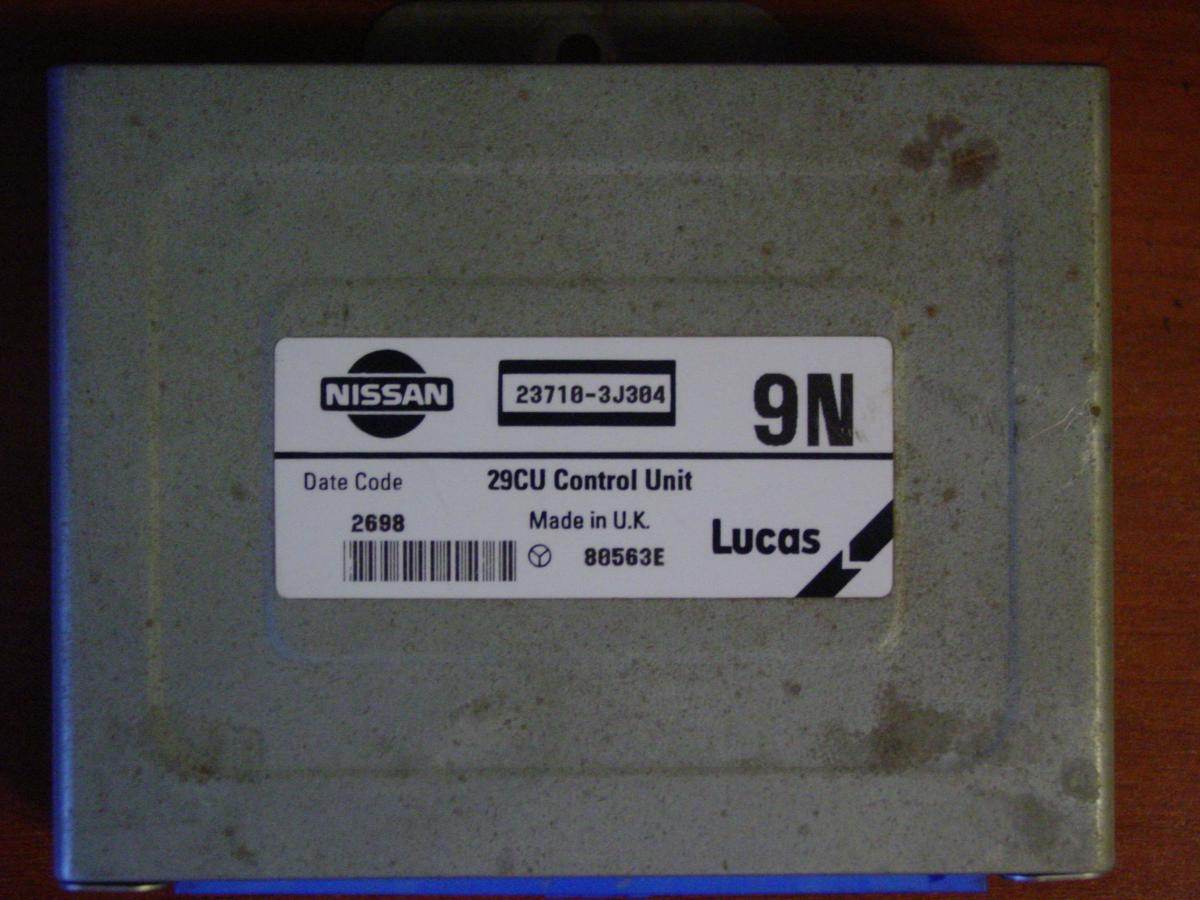 NISSAN
23710-3J304
9N
Date Code
29CU Control Unit
2698
Made in U.K.
80563E
Lucas